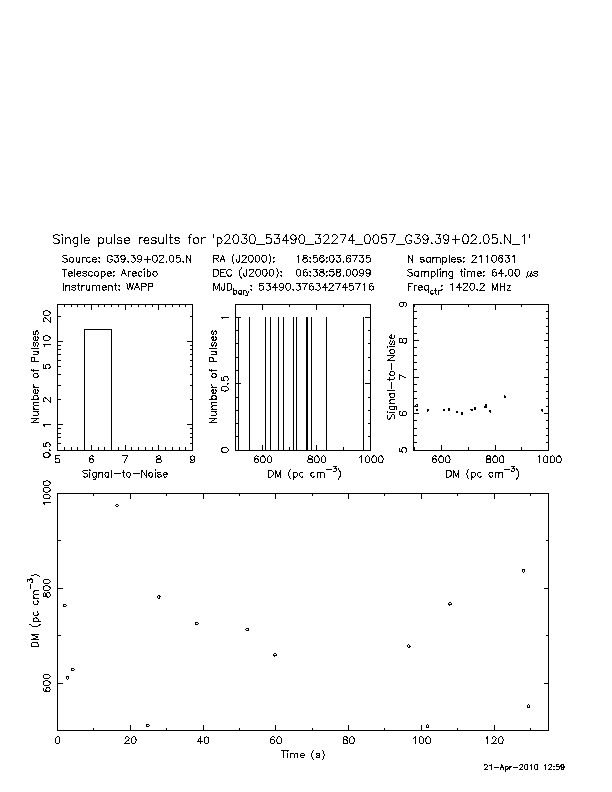 Single pulse results for 'p2030_53490_32274_0057_G39.39+02.05.N_1'
Source: G39.39+02.05.N RA (J2000): 18:56:03.6735 N samples: 2110631
Telescope: Arecibo DEC (J2000): 06:38:58.0099 Sampling time: 64.00 μs
Instrument: WAPP MJDbary: 53490.376342745716 Freqctr: 1420.2 MHz
Number of Pulses
0.5 1 2 5 10 20
5 6 7 8 9
Signal-to-Noise
Number of Pulses
0 0.5 1
600 800 1000
DM (pc cm-3)
Signal-to-Noise
5 6 7 8 9
600 800 1000
DM (pc cm-3)
DM (pc cm-3)
600 800 1000
0 20 40 60 80 100 120
Time (s)
21-Apr-2010 12:59